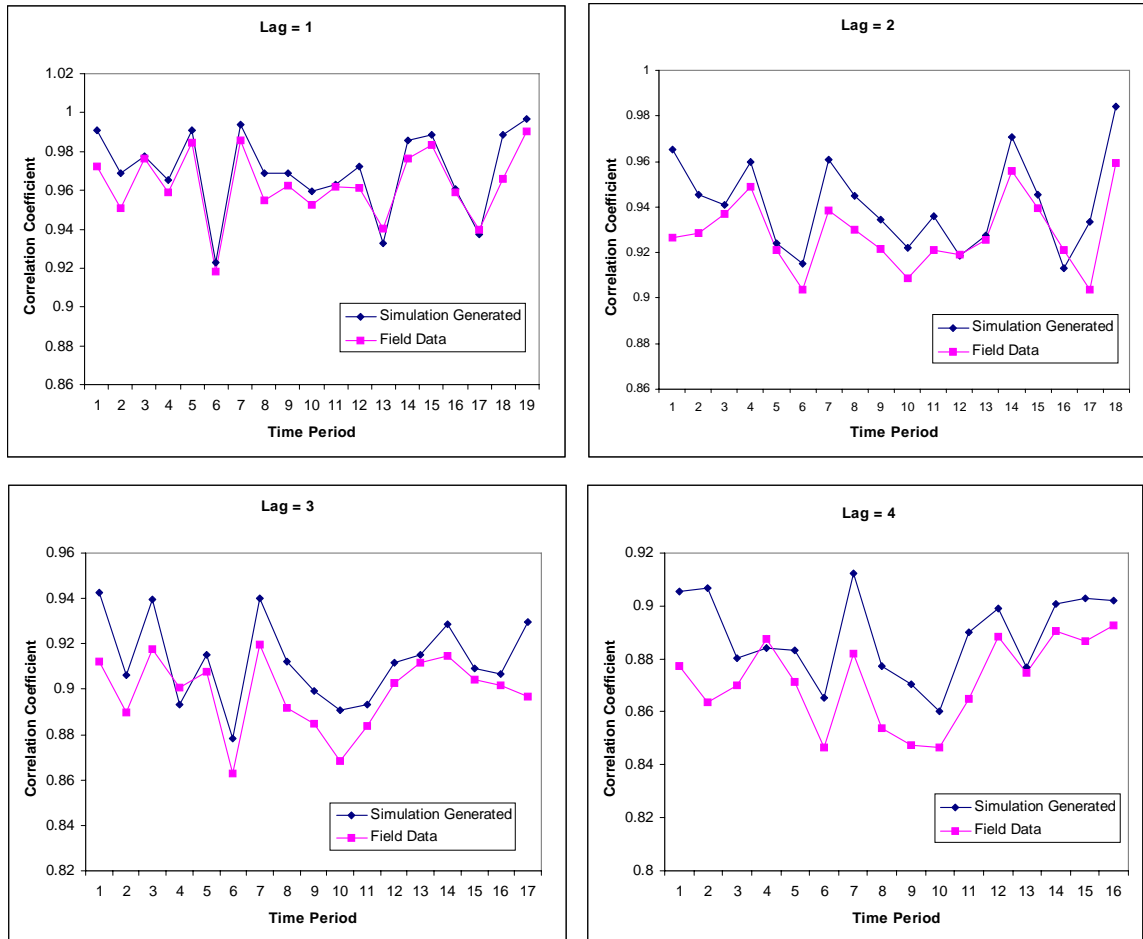 Lag = 1
1.02
1
0.98
0.96
0.94
0.92
0.9
0.88
0.86
Correlation Coefficient
Simulation Generated
Field Data
1 2 3 4 5 6 7 8 9 10 11 12 13 14 15 16 17 18 19
Time Period
Lag = 2
1
0.98
0.96
0.94
0.92
0.9
0.88
0.86
Correlation Coefficient
Simulation Generated
Field Data
1 2 3 4 5 6 7 8 9 10 11 12 13 14 15 16 17 18
Time Period
Lag = 3
0.96
0.94
0.92
0.9
0.88
0.86
0.84
0.82
Correlation Coefficient
Simulation Generated
Field Data
1 2 3 4 5 6 7 8 9 10 11 12 13 14 15 16 17
Time Period
Lag = 4
0.92
0.9
0.88
0.86
0.84
0.82
0.8
Correlation Coefficient
Simulation Generated
Field Data
1 2 3 4 5 6 7 8 9 10 11 12 13 14 15 16
Time Period